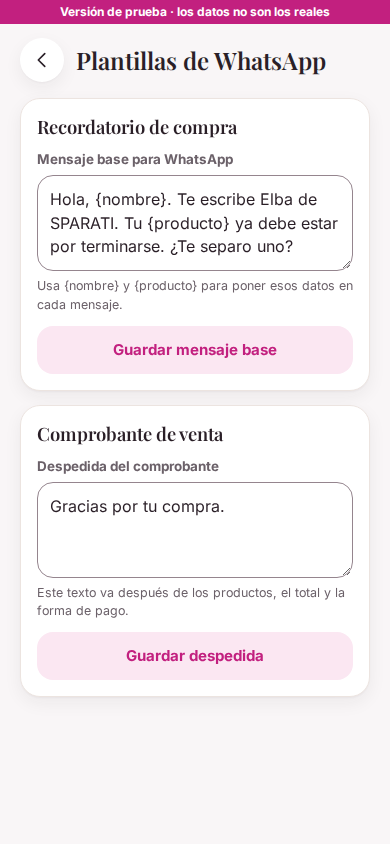 Versión de prueba · los datos no son los reales
Plantillas de WhatsApp
Recordatorio de compra
Mensaje base para WhatsApp
Hola, {nombre}. Te escribe Elba de
SPARATI. Tu {producto} ya debe estar
por terminarse. ¿Te separo uno?
Usa {nombre} y {producto} para poner esos datos en
cada mensaje.
Guardar mensaje base
Comprobante de venta
Despedida del comprobante
Gracias por tu compra.
Este texto va después de los productos, el total y la
forma de pago.
Guardar despedida